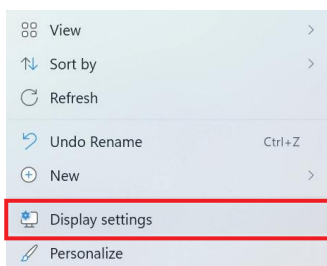 View
Sort by
Refresh
Undo Rename Ctrl+Z
New
Display settings
Personalize